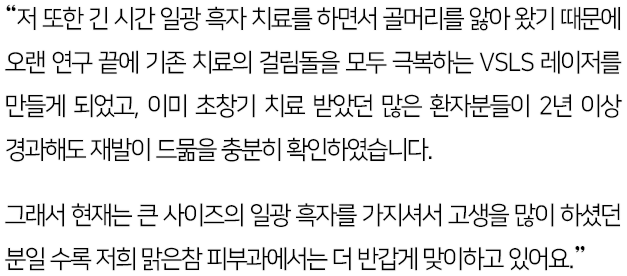 “저 또한 긴 시간 일광 흑자 치료를 하면서 골머리를 앓아 왔기 때문에
오랜 연구 끝에 기존 치료의 걸림돌을 모두 극복하는 VSLS 레이저를
만들게 되었고, 이미 초창기 치료 받았던 많은 환자분들이 2년 이상
경과해도 재발이 드묾을 충분히 확인하였습니다.
그래서 현재는 큰 사이즈의 일광 흑자를 가지셔서 고생을 많이 하셨던
분일 수록 저희 맑은참 피부과에서는 더 반갑게 맞이하고 있어요.”